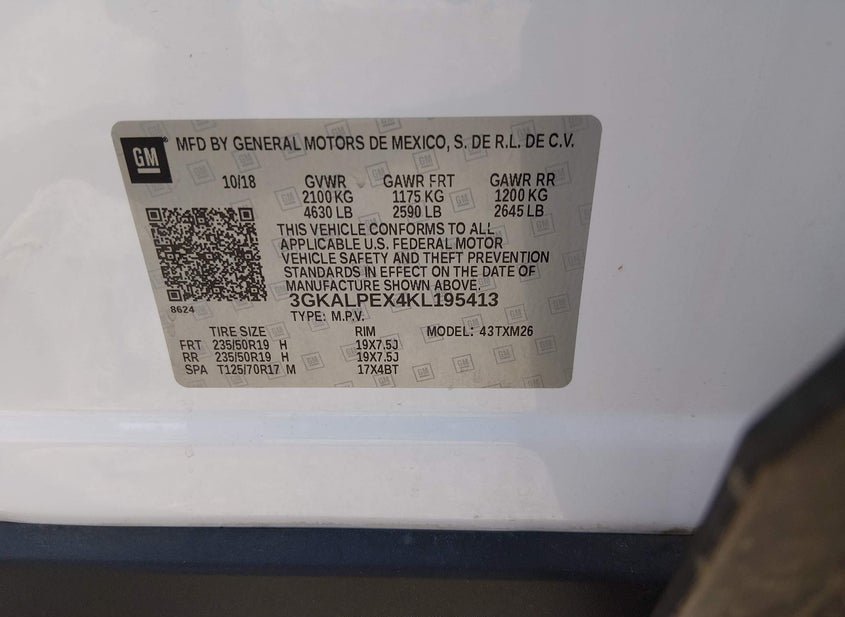 GM ® MFD BY GENERAL MOTORS DE MEXICO, S. DE R.L. DE C.V.
10/18 GVWR GAWR FRT GAWR RR
2100 KG 1175 KG 1200 KG
4630 LB 2590 LB 2645 LB
THIS VEHICLE CONFORMS TO ALL
APPLICABLE U.S. FEDERAL MOTOR
VEHICLE SAFETY AND THEFT PREVENTION
STANDARDS IN EFFECT ON THE DATE OF
MANUFACTURE SHOWN ABOVE.
8624 3GKALPEX4KL195413
TYPE: M.P.V.
TIRE SIZE RIM MODEL: 43TXM26
FRT 235/50R19 H 19X7.5J
RR 235/50R19 H 19X7.5J
SPA T125/70R17 M 17X4BT